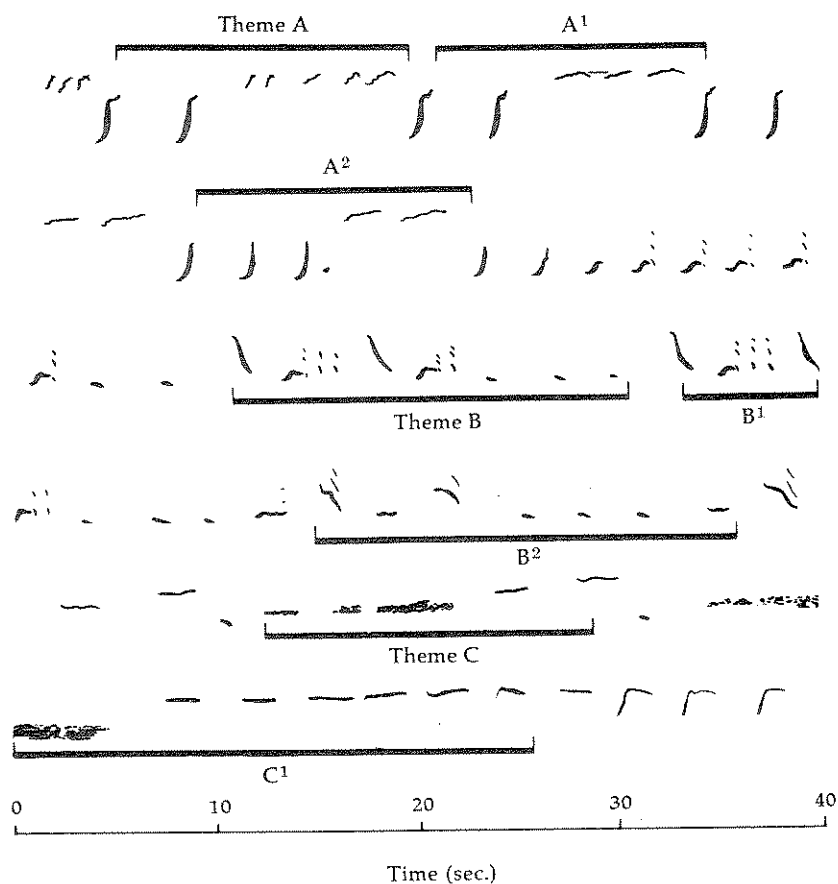 Theme A
A¹
A²
Theme B
B¹
B²
Theme C
C¹
0 10 20 30 40
Time (sec.)